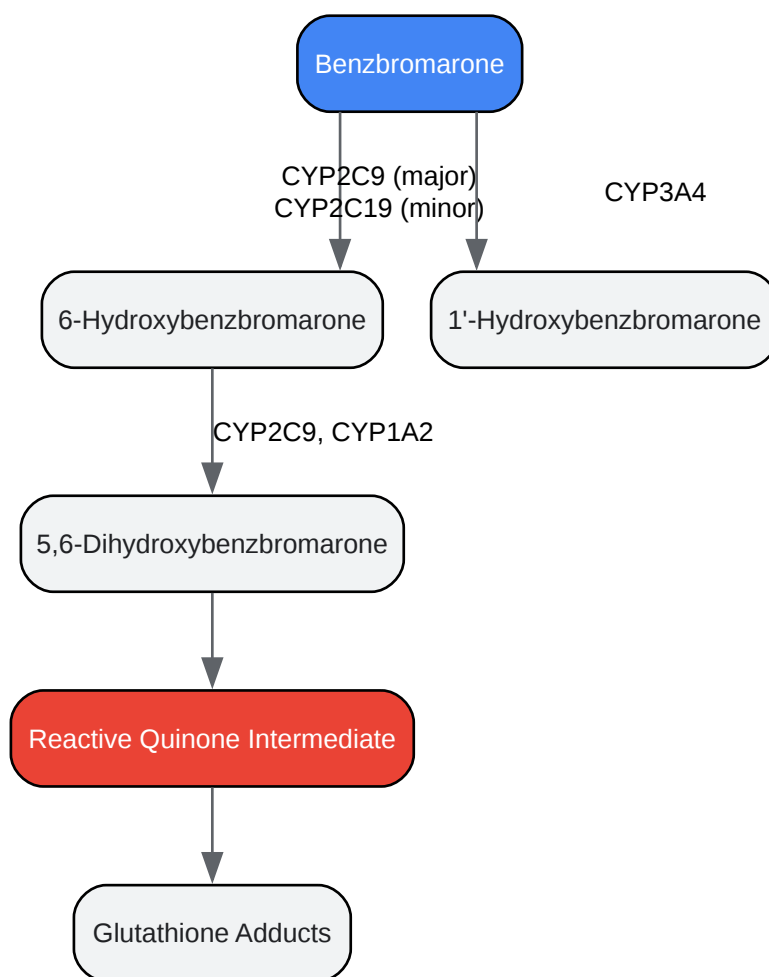 Benzbromarone
CYP2C9 (major)
CYP2C19 (minor)
CYP3A4
6-Hydroxybenzbromarone
1'-Hydroxybenzbromarone
CYP2C9, CYP1A2
5,6-Dihydroxybenzbromarone
Reactive Quinone Intermediate
Glutathione Adducts